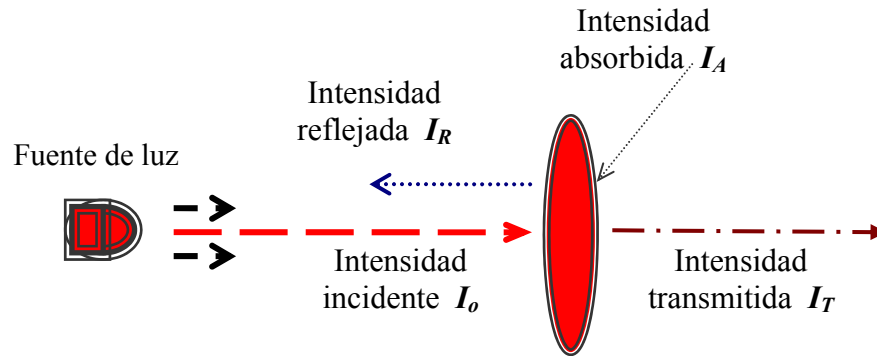 Intensidad
absorbida I_A
Intensidad
reflejada I_R
Fuente de luz
Intensidad
incidente I_o
Intensidad
transmitida I_T